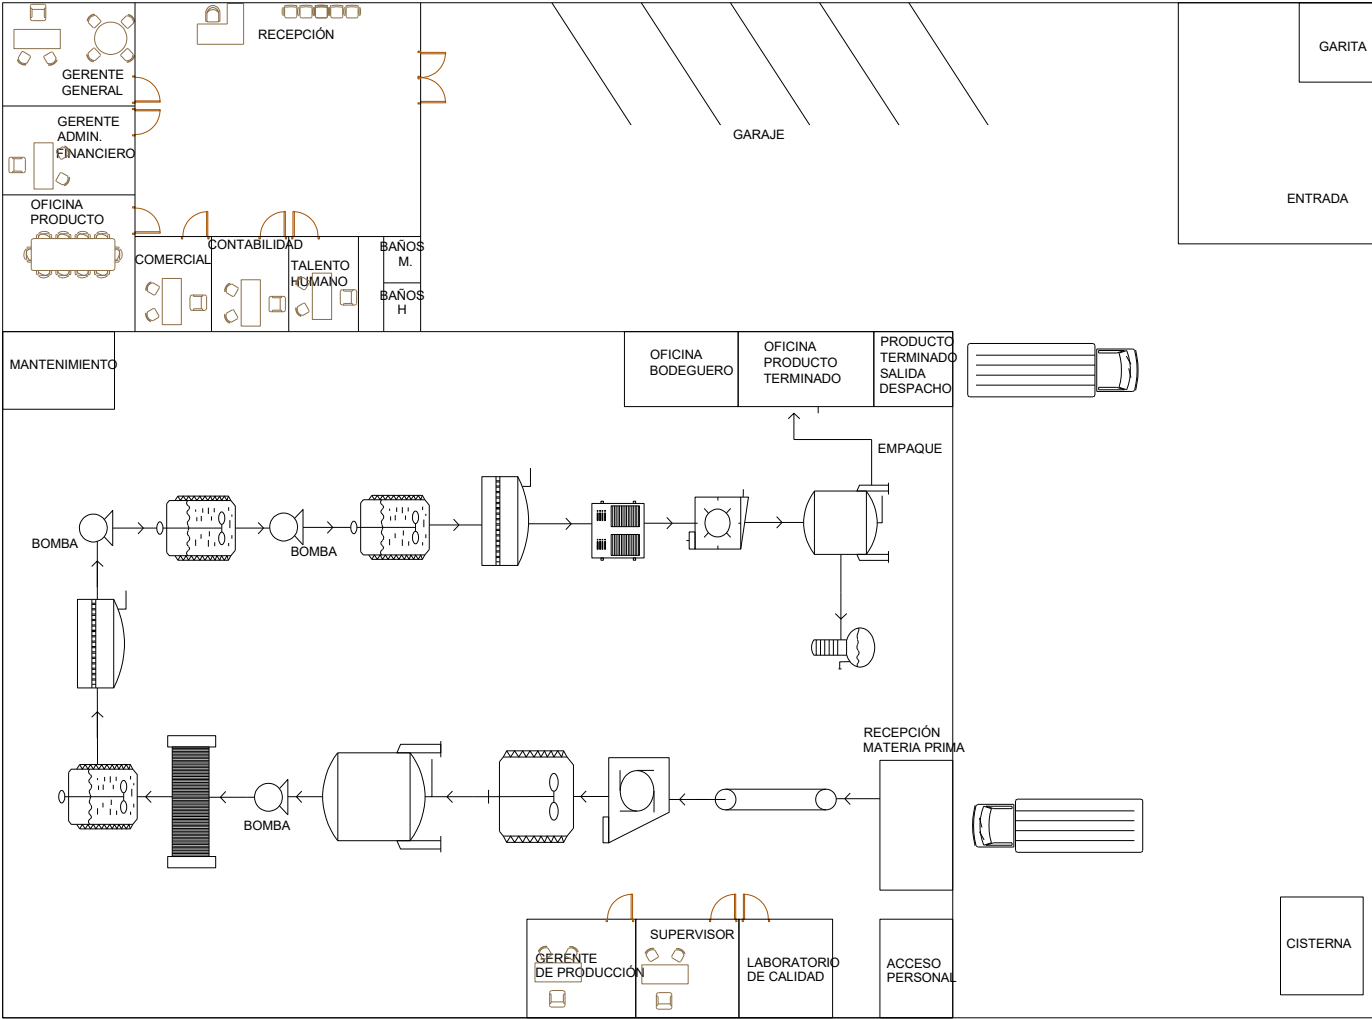 RECEPCIÓN
GARITA
GERENTE
GENERAL
GERENTE
ADMIN.
FINANCIERO
GARAJE
ENTRADA
OFICINA
PRODUCTO
COMERCIAL
CONTABILIDAD
TALENTO
HUMANO
BAÑOS
M.
BAÑOS
H
MANTENIMIENTO
OFICINA
BODEGUERO
OFICINA
PRODUCTO
TERMINADO
PRODUCTO
TERMINADO
SALIDA
DESPACHO
EMPAQUE
BOMBA
BOMBA
RECEPCIÓN
MATERIA PRIMA
BOMBA
GERENTE
DE PRODUCCIÓN
SUPERVISOR
LABORATORIO
DE CALIDAD
ACCESO
PERSONAL
CISTERNA